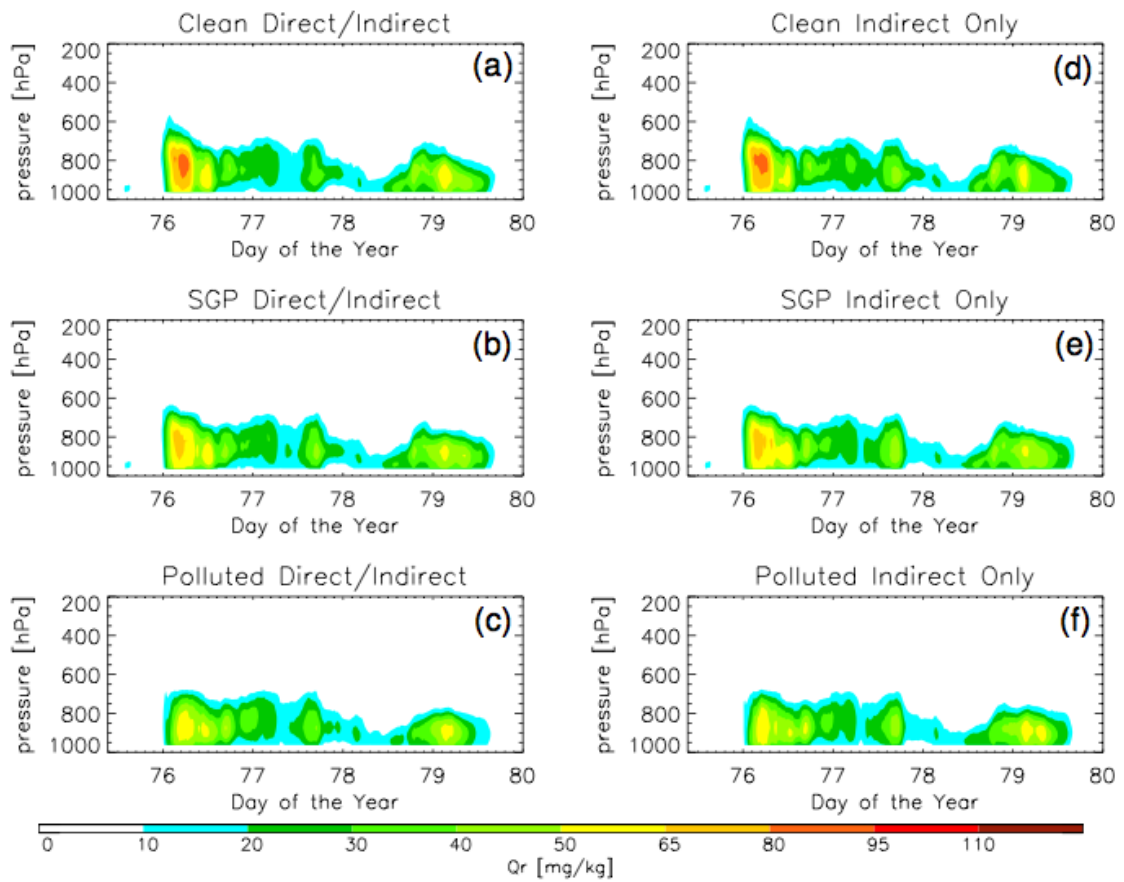 Clean Direct/Indirect
(a)
pressure [hPa]
200
400
600
800
1000
76 77 78 79 80
Day of the Year
Clean Indirect Only
(d)
pressure [hPa]
200
400
600
800
1000
76 77 78 79 80
Day of the Year
SGP Direct/Indirect
(b)
pressure [hPa]
200
400
600
800
1000
76 77 78 79 80
Day of the Year
SGP Indirect Only
(e)
pressure [hPa]
200
400
600
800
1000
76 77 78 79 80
Day of the Year
Polluted Direct/Indirect
(c)
pressure [hPa]
200
400
600
800
1000
76 77 78 79 80
Day of the Year
Polluted Indirect Only
(f)
pressure [hPa]
200
400
600
800
1000
76 77 78 79 80
Day of the Year
0 10 20 30 40 50 65 80 95 110
Qr [mg/kg]